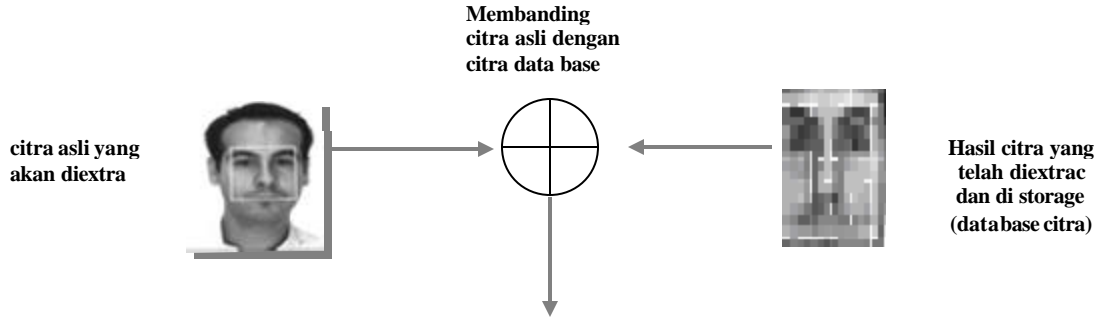 Membanding
citra asli dengan
citra data base
citra asli yang
akan diextra
Hasil citra yang
telah diextrac
dan di storage
(database citra)